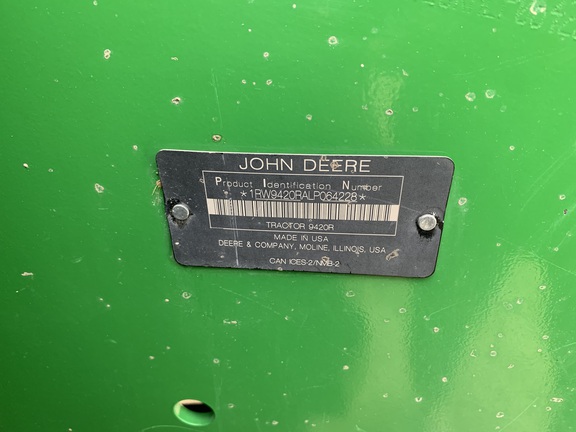 JOHN DEERE
Product Identification Number
*1RW9420RALP064228*
TRACTOR 9420R
MADE IN USA
DEERE & COMPANY, MOLINE, ILLINOIS, USA
CAN ICES-2/NMB-2